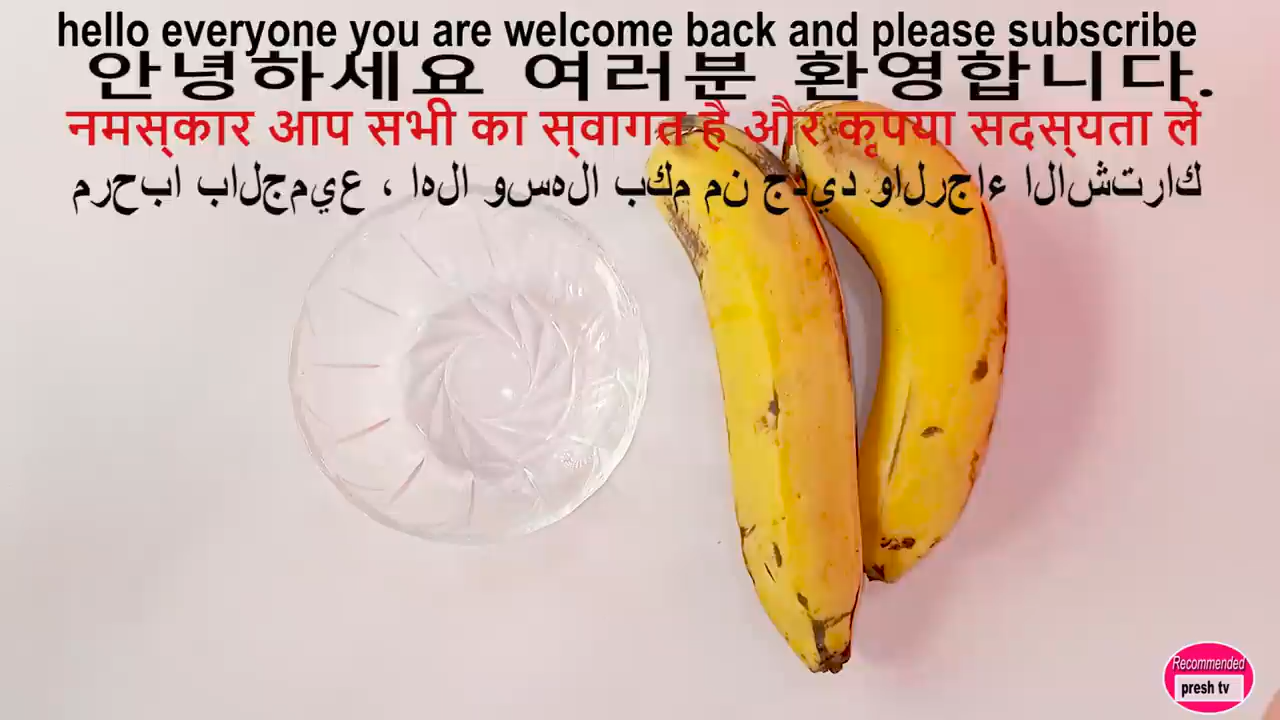 hello everyone you are welcome back and please subscribe
안녕하세요 여러분 환영합니다.
नमस्कार आप सभी का स्वागत है और कृपया सदस्यता लें
مرحبا بالجميع ، اهلا وسهلا بكم من جديد والرجاء الاشتراك
Recommended
presh tv